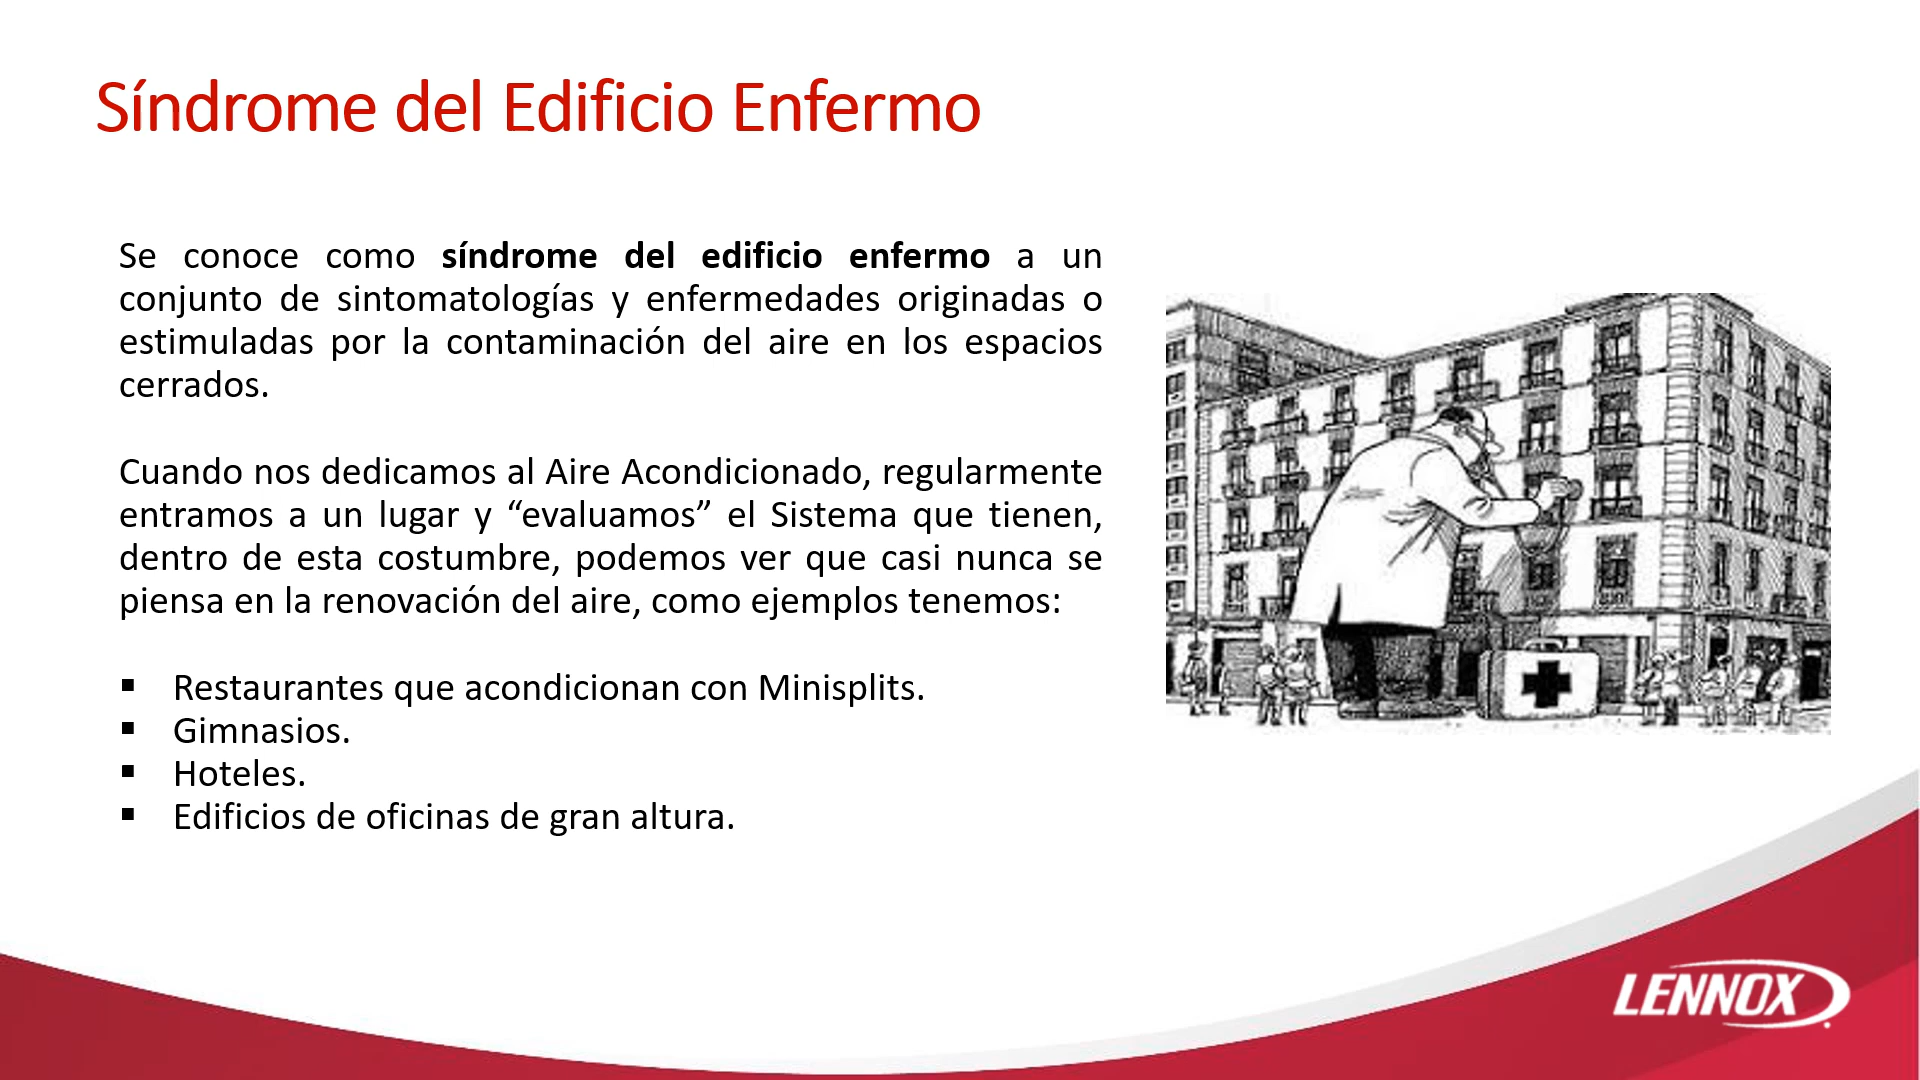 Síndrome del Edificio Enfermo
Se conoce como síndrome del edificio enfermo a un
conjunto de sintomatologías y enfermedades originadas o
estimuladas por la contaminación del aire en los espacios
cerrados.
Cuando nos dedicamos al Aire Acondicionado, regularmente
entramos a un lugar y “evaluamos” el Sistema que tienen,
dentro de esta costumbre, podemos ver que casi nunca se
piensa en la renovación del aire, como ejemplos tenemos:
▪ Restaurantes que acondicionan con Minisplits.
▪ Gimnasios.
▪ Hoteles.
▪ Edificios de oficinas de gran altura.
LENNOX